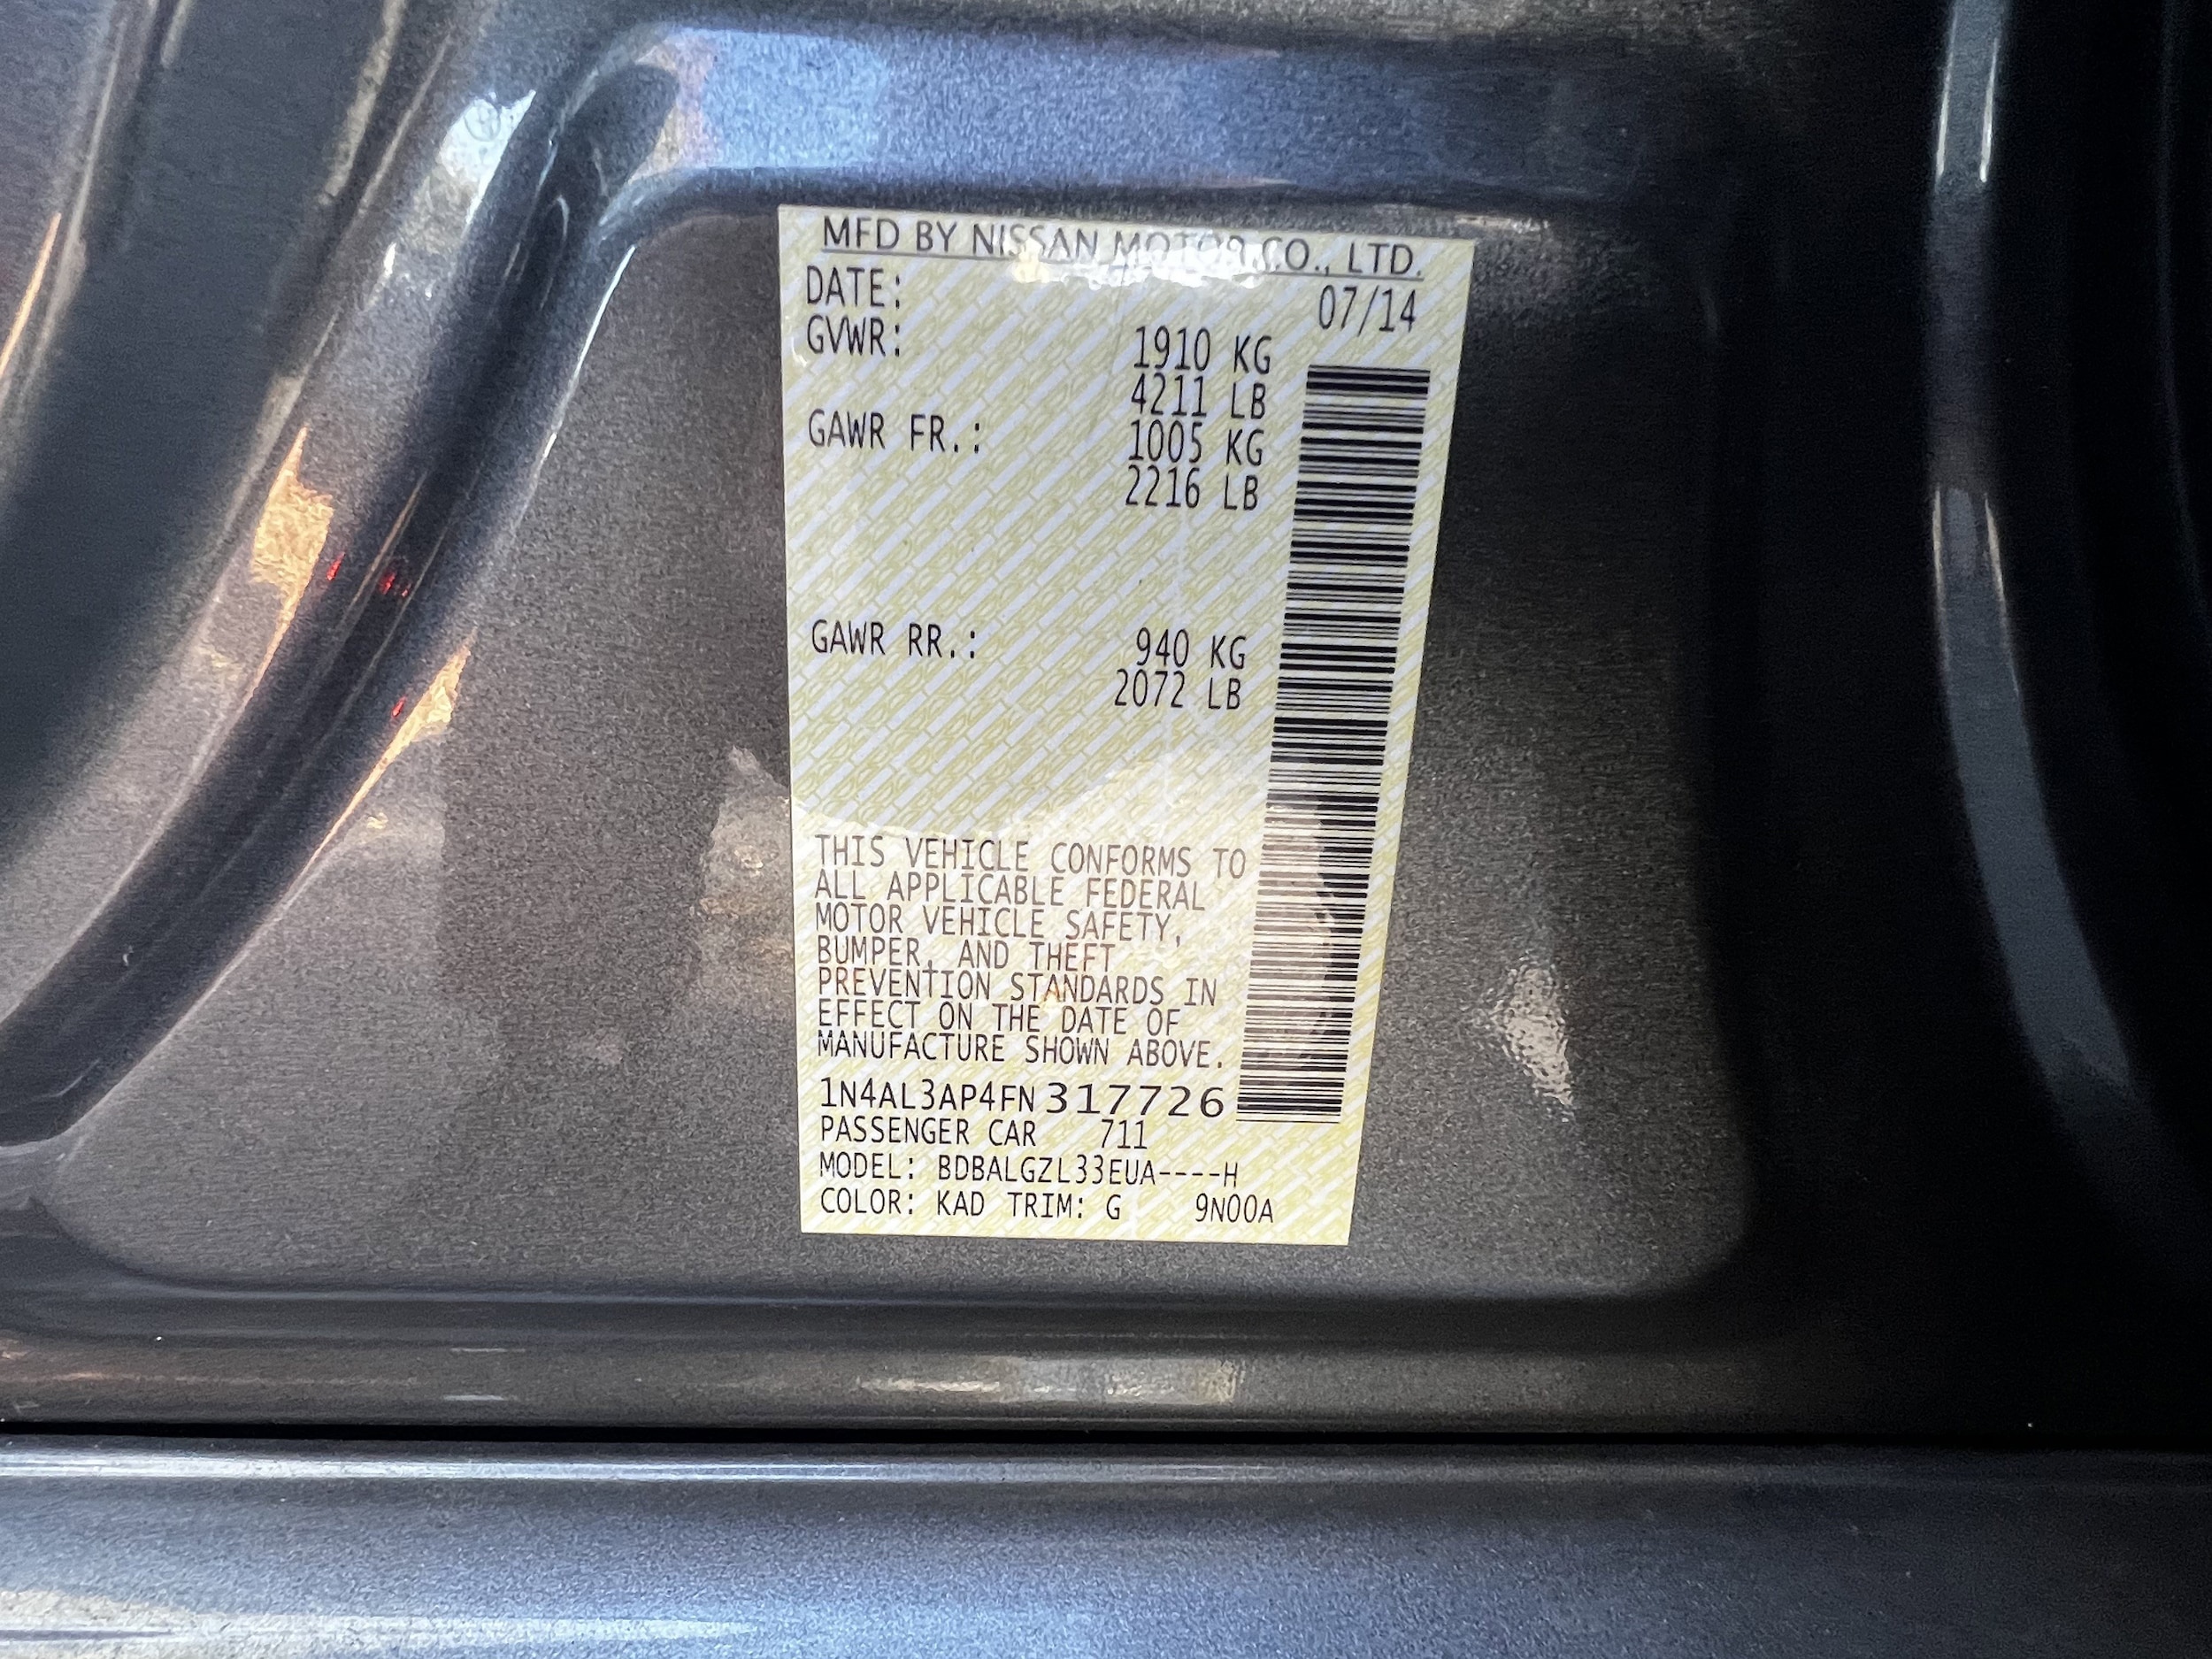 MFD BY NISSAN MOTOR CO., LTD.
DATE: 07/14
GVWR: 1910 KG
4211 LB
GAWR FR.: 1005 KG
2216 LB
GAWR RR.: 940 KG
2072 LB
THIS VEHICLE CONFORMS TO
ALL APPLICABLE FEDERAL
MOTOR VEHICLE SAFETY,
BUMPER, AND THEFT
PREVENTION STANDARDS IN
EFFECT ON THE DATE OF
MANUFACTURE SHOWN ABOVE.
1N4AL3AP4FN317726
PASSENGER CAR 711
MODEL: BDBALGZL33EUA----H
COLOR: KAD TRIM: G 9N00A